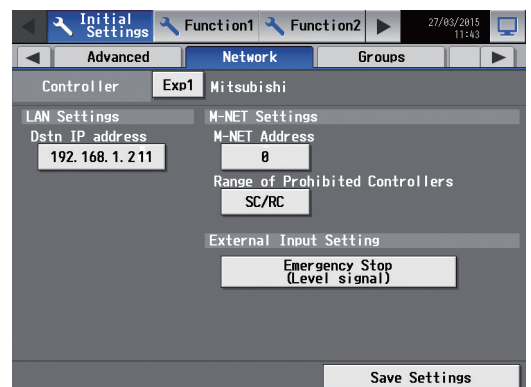 Initial Settings
Function1
Function2
27/03/2015
11:43
Advanced
Network
Groups
Controller
Exp1
Mitsubishi
LAN Settings
Dstn IP address
192.168.1.211
M-NET Settings
M-NET Address
0
Range of Prohibited Controllers
SC/RC
External Input Setting
Emergency Stop
(Level signal)
Save Settings